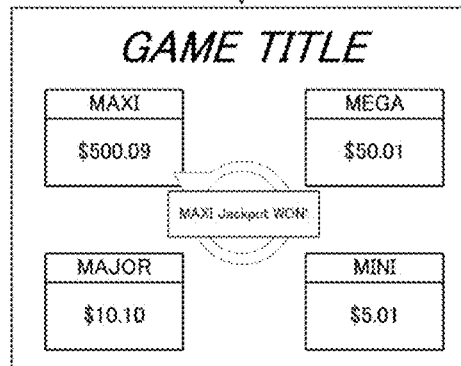 GAME TITLE
MAXI
$500.09
MEGA
$50.01
MAXI Jackpot WON!
MAJOR
$10.10
MINI
$5.01